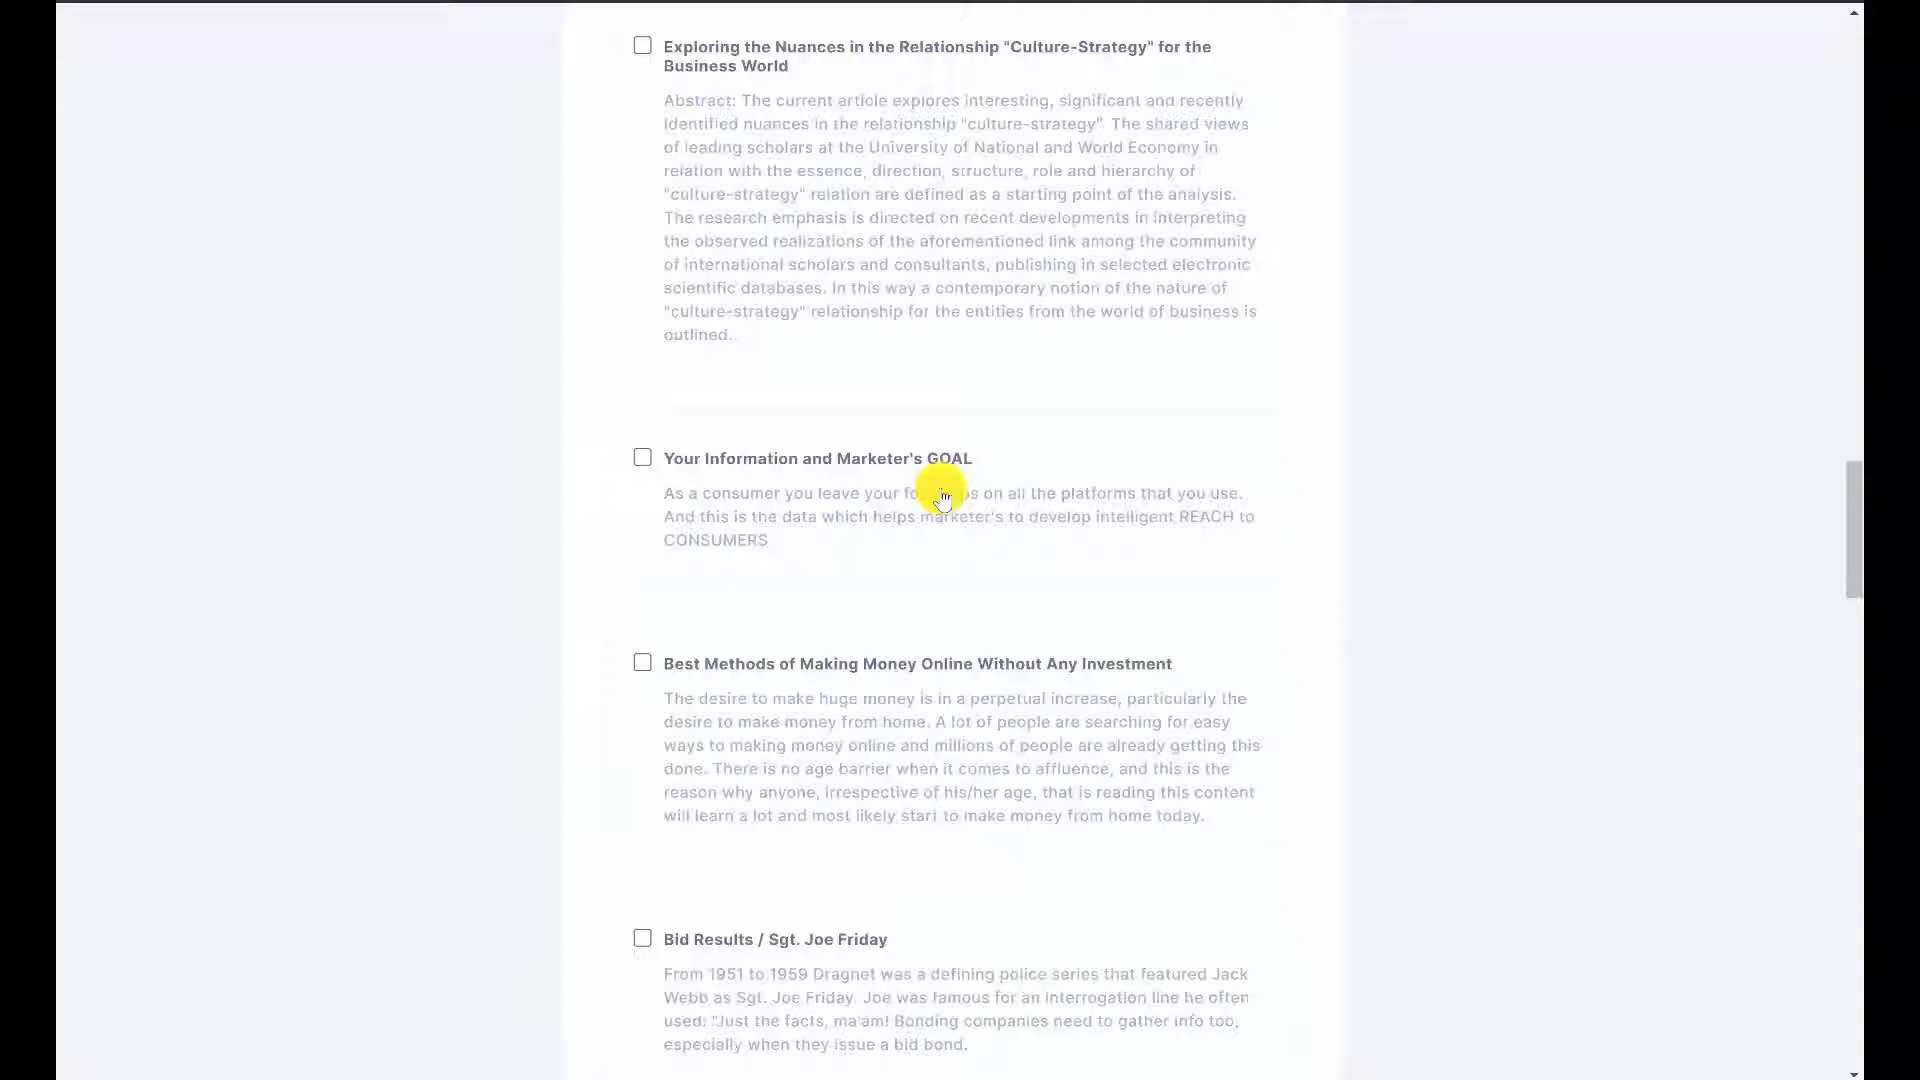 Exploring the Nuances in the Relationship "Culture-Strategy" for the
Business World
Abstract: The current article explores interesting, significant and recently
identified nuances in the relationship "culture-strategy". The shared views
of leading scholars at the University of National and World Economy in
relation with the essence, direction, structure, role and hierarchy of
"culture-strategy" relation are defined as a starting point of the analysis.
The research emphasis is directed on recent developments in interpreting
the observed realizations of the aforementioned link among the community
of international scholars and consultants, publishing in selected electronic
scientific databases. In this way a contemporary notion of the nature of
"culture-strategy" relationship for the entities from the world of business is
outlined..
Your Information and Marketer's GOAL
As a consumer you leave your on all the platforms that you use.
And this is the data which helps marketer's to develop intelligent REACH to
CONSUMERS
Best Methods of Making Money Online Without Any Investment
The desire to make huge money is in a perpetual increase, particularly the
desire to make money from home. A lot of people are searching for easy
ways to making money online and millions of people are already getting this
done. There is no age barrier when it comes to affluence, and this is the
reason why anyone, irrespective of his/her age, that is reading this content
will learn a lot and most likely start to make money from home today.
Bid Results / Sgt. Joe Friday
From 1951 to 1959 Dragnet was a defining police series that featured Jack
Webb as Sgt. Joe Friday. Joe was famous for an interrogation line he often
used: "Just the facts, ma'am! Bonding companies need to gather info too,
especially when they issue a bid bond.